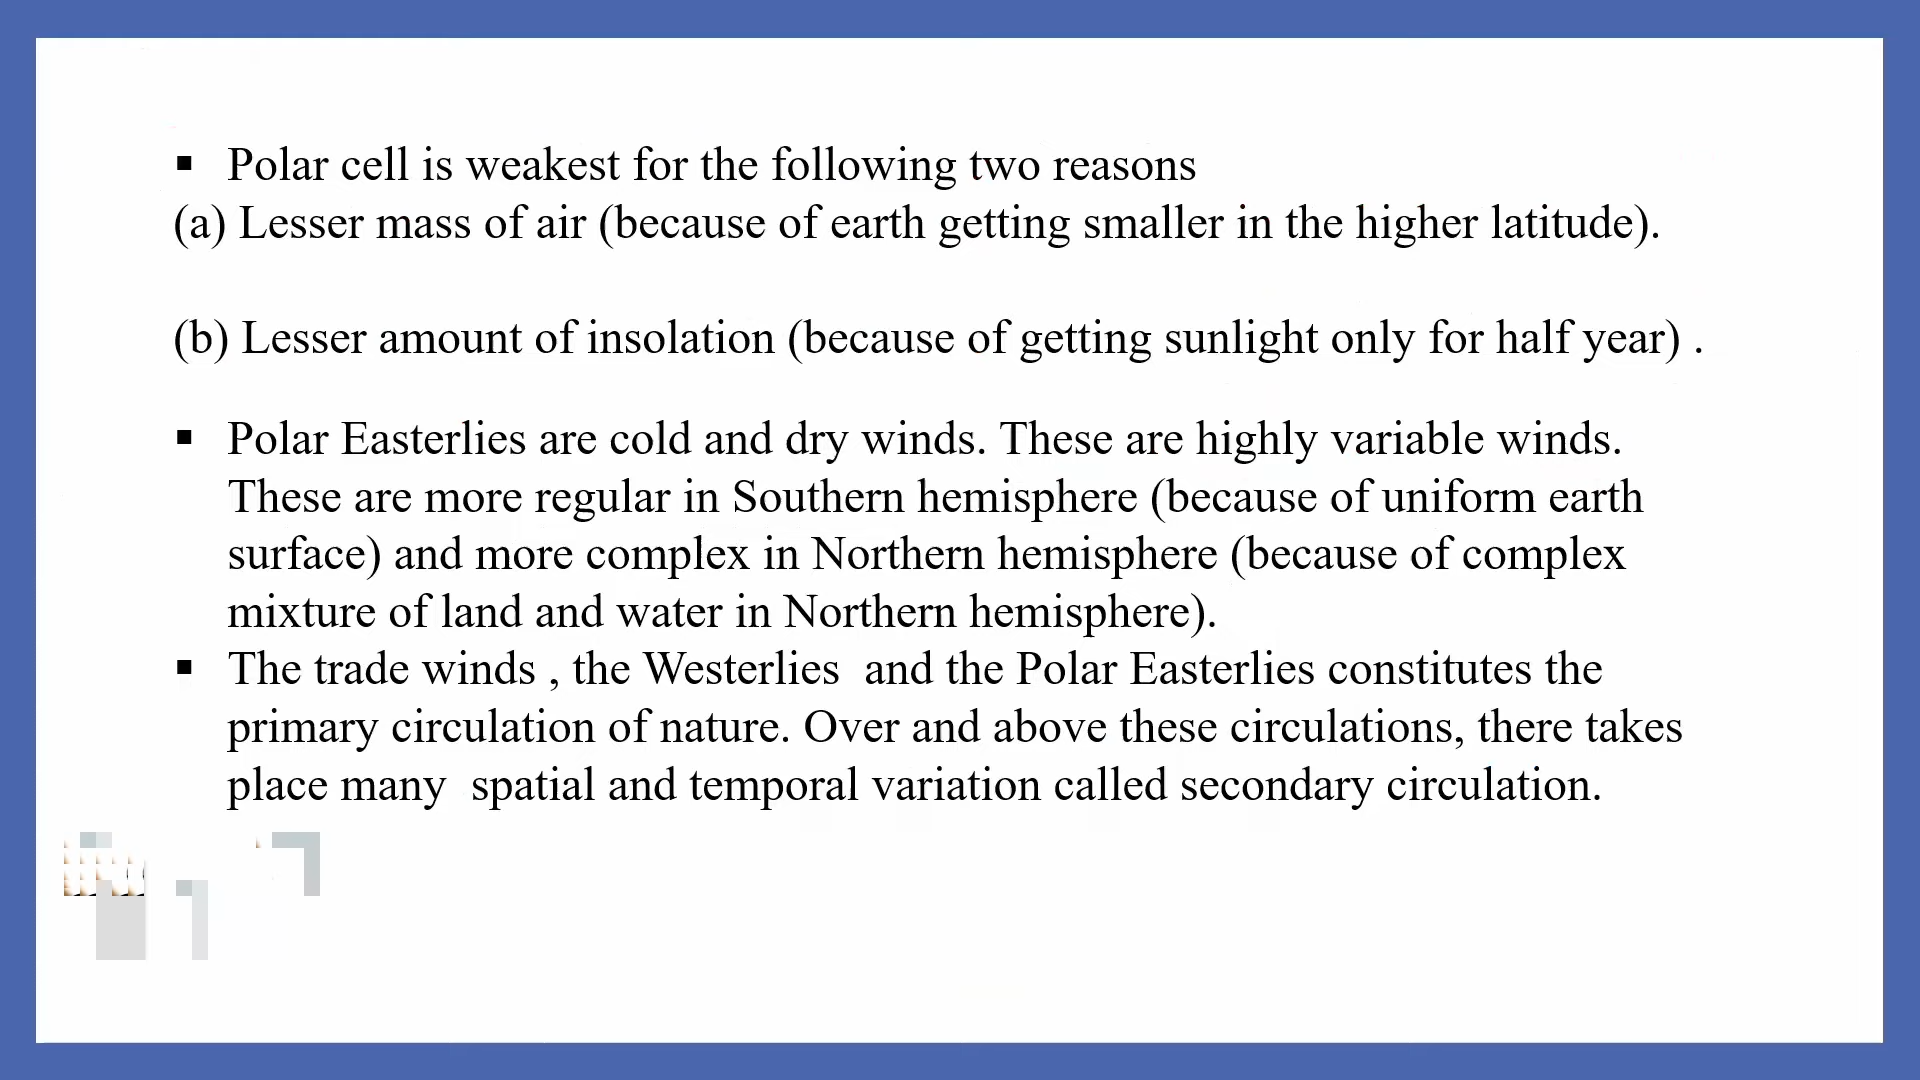 ▪ Polar cell is weakest for the following two reasons
(a) Lesser mass of air (because of earth getting smaller in the higher latitude).
(b) Lesser amount of insolation (because of getting sunlight only for half year) .
▪ Polar Easterlies are cold and dry winds. These are highly variable winds.
These are more regular in Southern hemisphere (because of uniform earth
surface) and more complex in Northern hemisphere (because of complex
mixture of land and water in Northern hemisphere).
▪ The trade winds , the Westerlies  and the Polar Easterlies constitutes the
primary circulation of nature. Over and above these circulations, there takes
place many  spatial and temporal variation called secondary circulation.